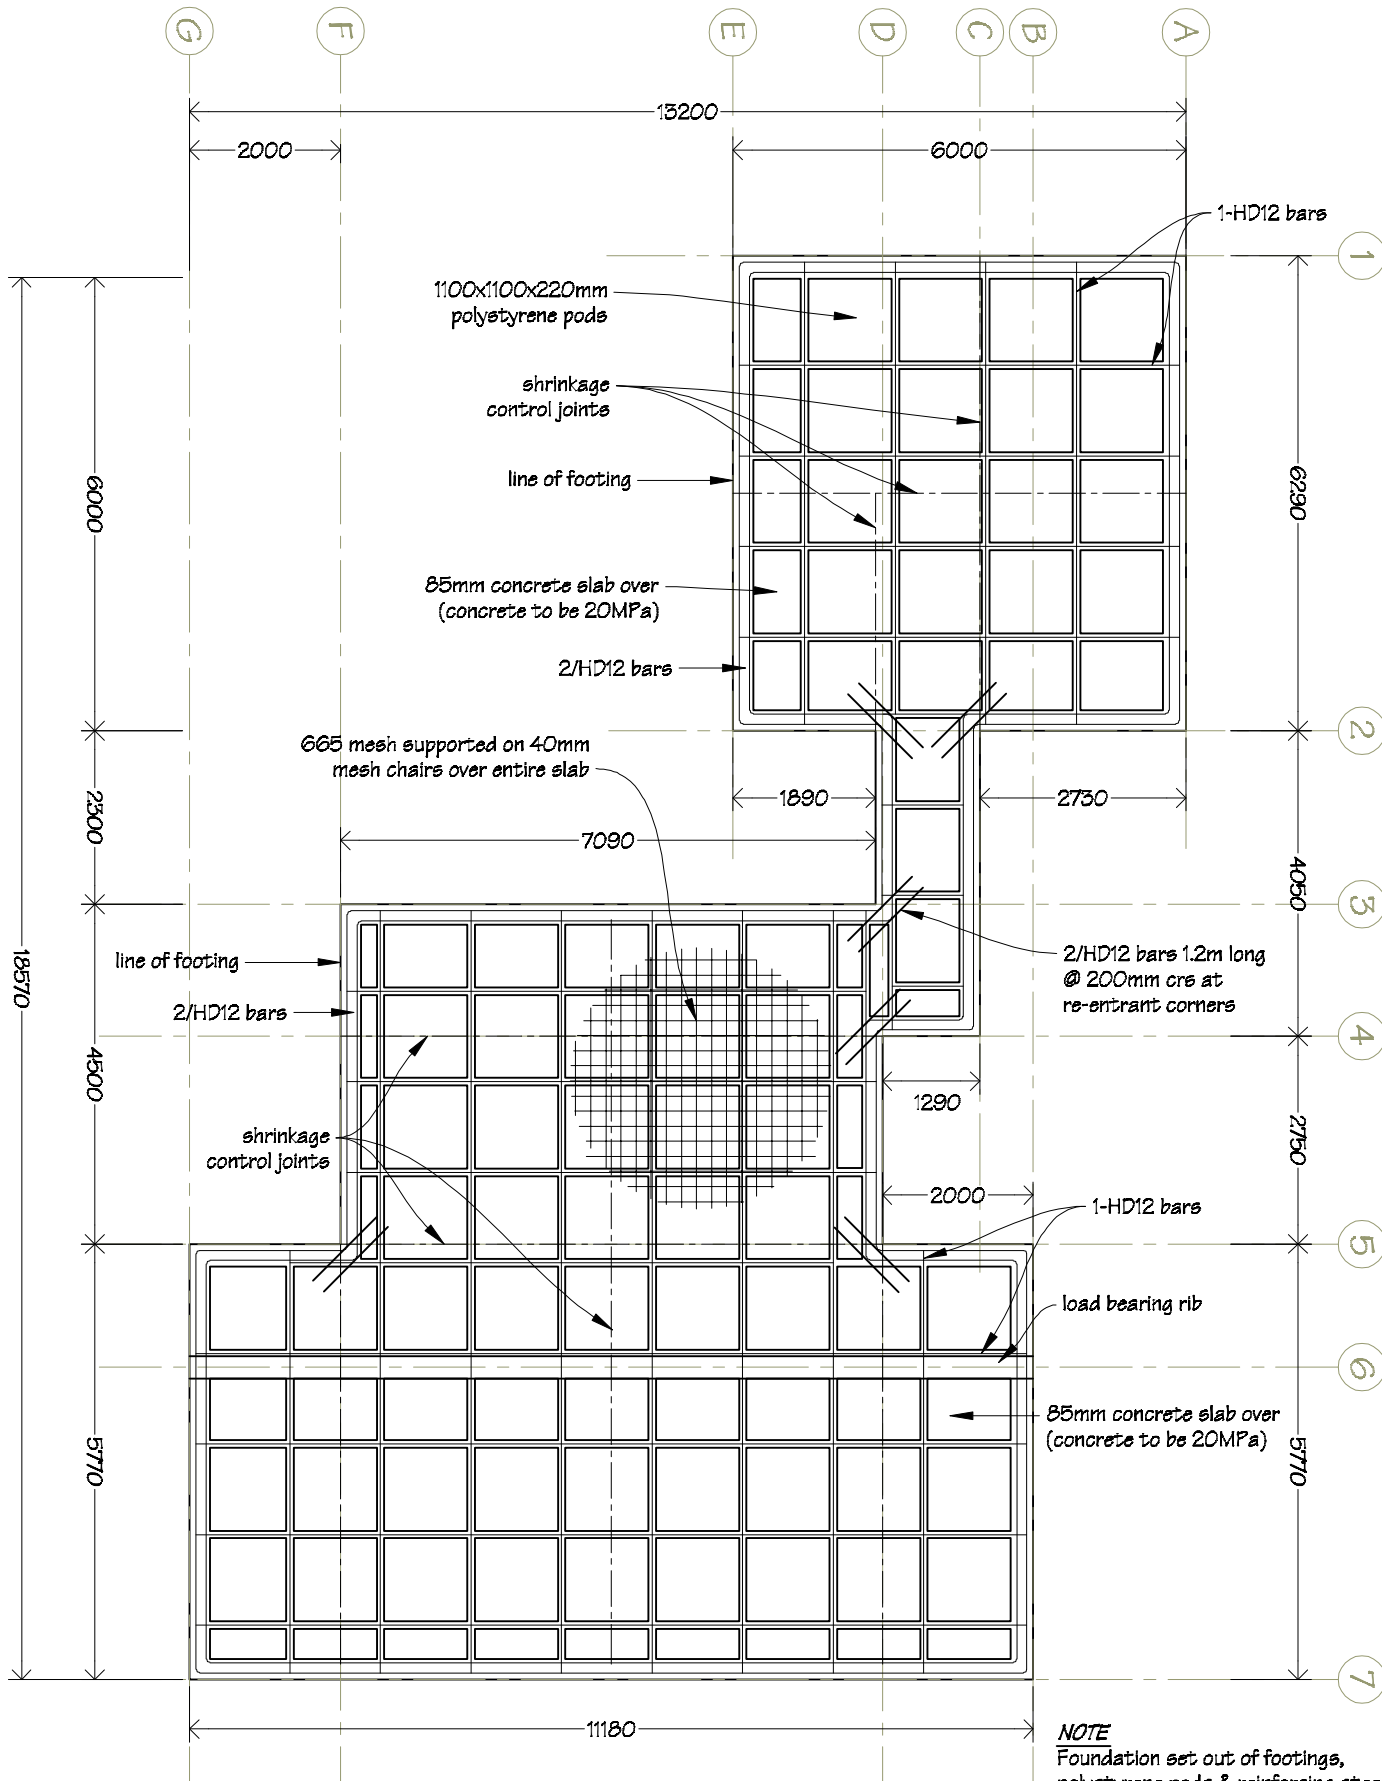 G F E D C B A
13200
2000
6000
1-HD12 bars
1
1100x1100x220mm
polystyrene pods
shrinkage
control joints
line of footing
6000
6290
85mm concrete slab over
(concrete to be 20MPa)
2/HD12 bars
2
665 mesh supported on 40mm
mesh chairs over entire slab
1890
2730
2300
7090
4050
3
line of footing
2/HD12 bars 1.2m long
@ 200mm crs at
re-entrant corners
18570
2/HD12 bars
4
4500
1290
shrinkage
control joints
2750
2000
1-HD12 bars
5
load bearing rib
6
85mm concrete slab over
(concrete to be 20MPa)
5770
5770
7
11180
NOTE
Foundation set out of footings,